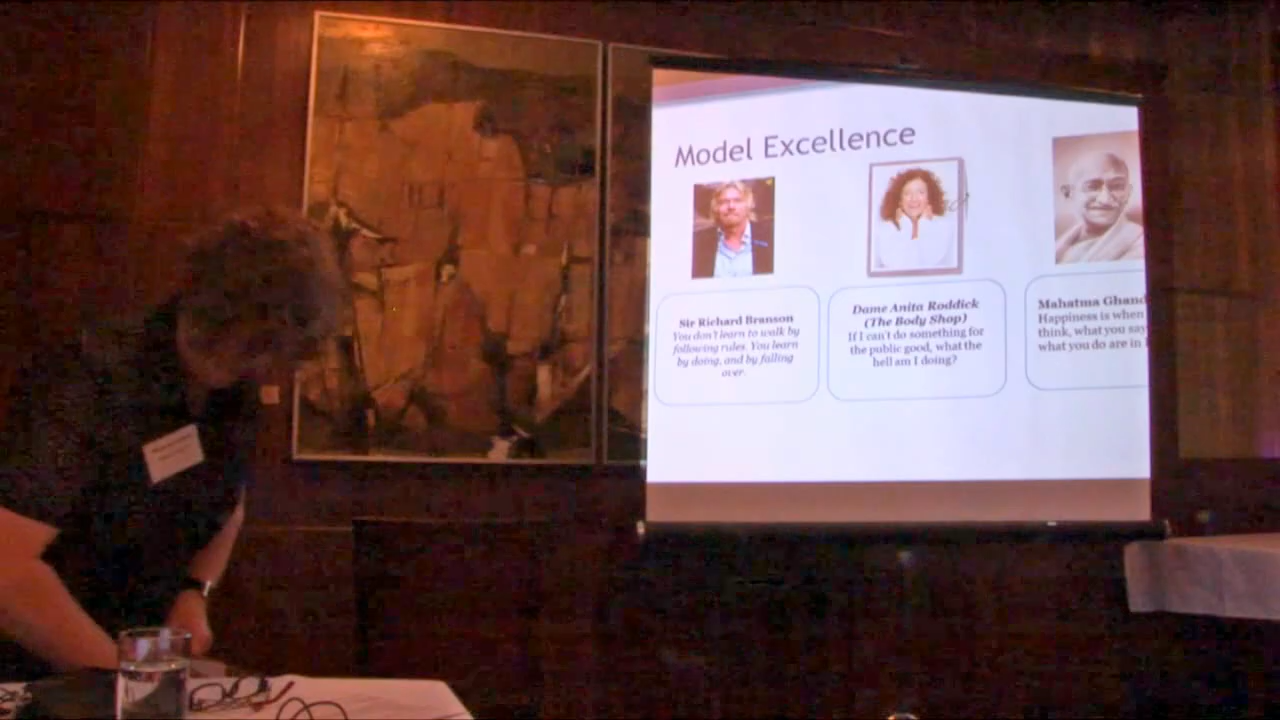 Model Excellence
Sir Richard Branson
You don't learn to walk by
following rules. You learn
by doing, and by falling
over.
Dame Anita Roddick
(The Body Shop)
If I can't do something for
the public good, what the
hell am I doing?
Mahatma Ghand
Happiness is when
think, what you say
what you do are in